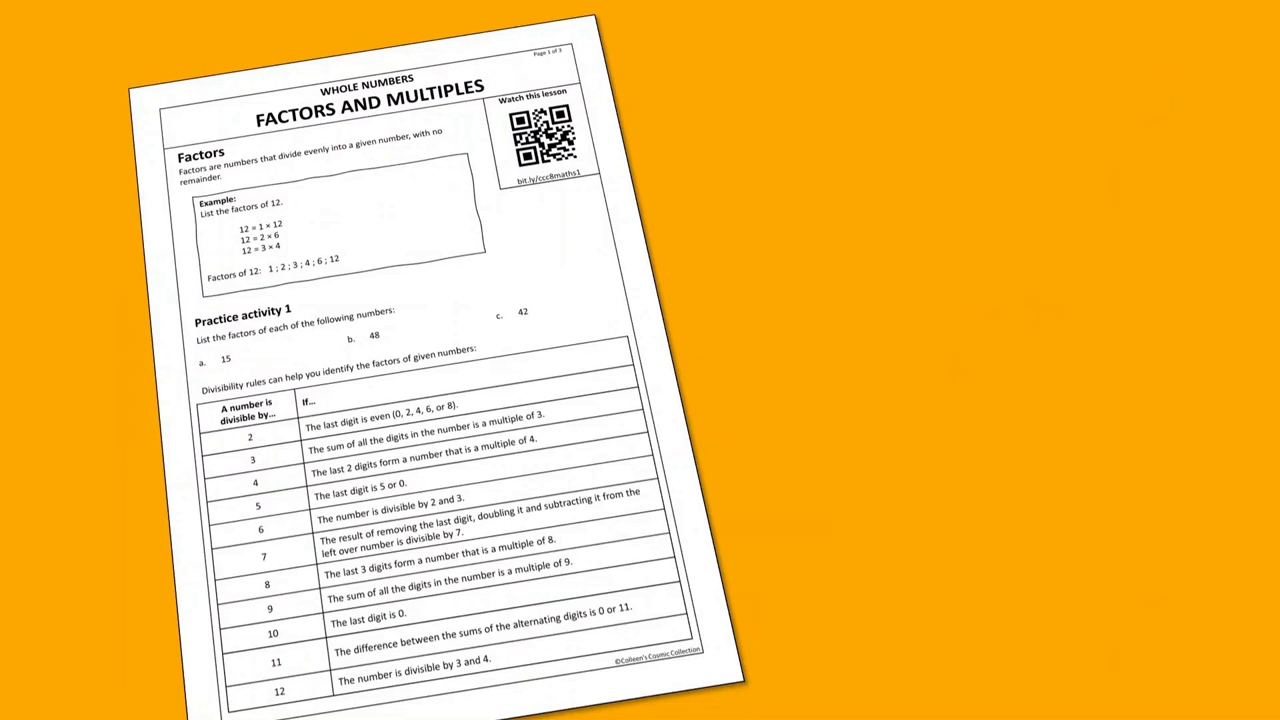 Page 1 of 3
WHOLE NUMBERS
FACTORS AND MULTIPLES
Watch this lesson
bit.ly/ccc8maths1
Factors
Factors are numbers that divide evenly into a given number, with no
remainder.
Example:
List the factors of 12.
12 = 1 × 12
12 = 2 × 6
12 = 3 × 4
Factors of 12: 1 ; 2 ; 3 ; 4 ; 6 ; 12
Practice activity 1
List the factors of each of the following numbers:
a. 15 b. 48 c. 42
Divisibility rules can help you identify the factors of given numbers:
A number is
divisible by... If...
2 The last digit is even (0, 2, 4, 6, or 8).
3 The sum of all the digits in the number is a multiple of 3.
4 The last 2 digits form a number that is a multiple of 4.
5 The last digit is 5 or 0.
6 The number is divisible by 2 and 3.
7 The result of removing the last digit, doubling it and subtracting it from the
left over number is divisible by 7.
8 The last 3 digits form a number that is a multiple of 8.
9 The sum of all the digits in the number is a multiple of 9.
10 The last digit is 0.
11 The difference between the sums of the alternating digits is 0 or 11.
12 The number is divisible by 3 and 4.
©Colleen's Cosmic Collection